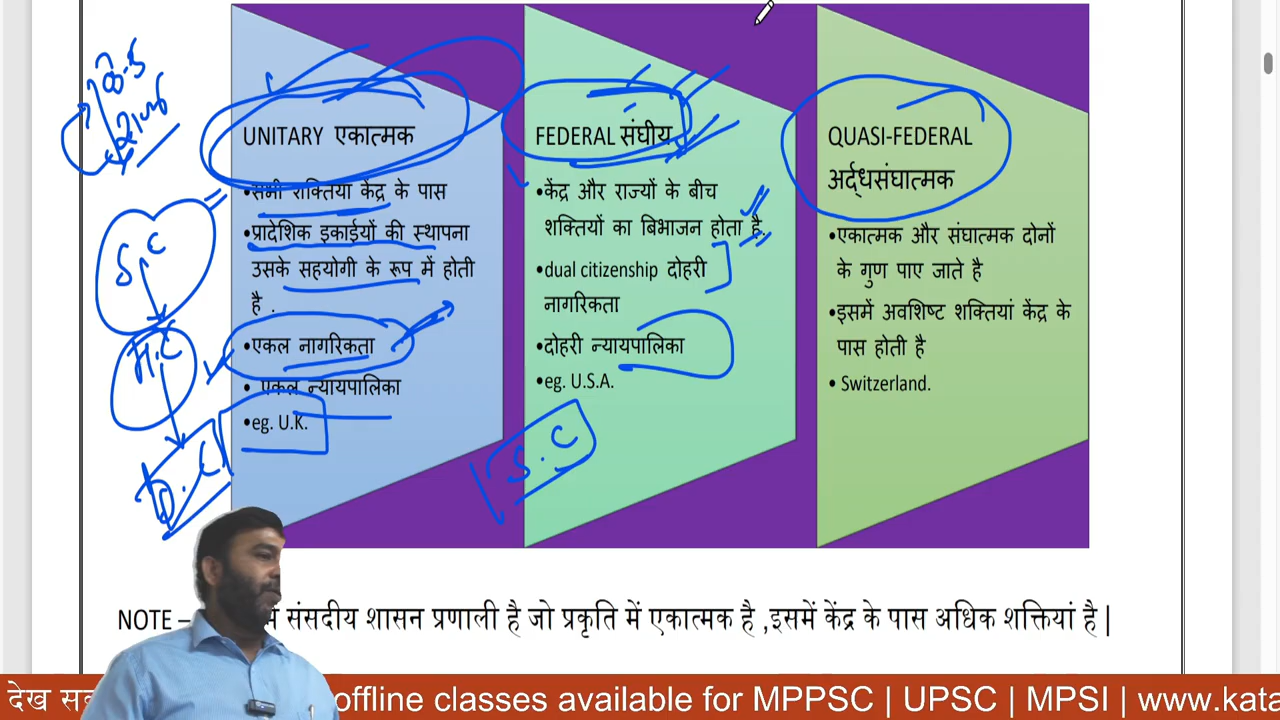 UNITARY एकात्मक
•सभी शक्तियां केंद्र के पास
•प्रादेशिक इकाईयों की स्थापना
उसके सहयोगी के रूप में होती
है .
•एकल नागरिकता
• एकल न्यायपालिका
•eg. U.K.
FEDERAL संघीय
•केंद्र और राज्यों के बीच
शक्तियों का बिभाजन होता है.
•dual citizenship दोहरी
नागरिकता
•दोहरी न्यायपालिका
•eg. U.S.A.
QUASI-FEDERAL
अर्द्धसंघात्मक
•एकात्मक और संघात्मक दोनों
के गुण पाए जाते है
•इसमें अवशिष्ट शक्तियां केंद्र के
पास होती है
• Switzerland.
S.C
H.C
D.C
S.C
NOTE – में संसदीय शासन प्रणाली है जो प्रकृति में एकात्मक है ,इसमें केंद्र के पास अधिक शक्तियां है |
देख offline classes available for MPPSC | UPSC | MPSI | www.kata